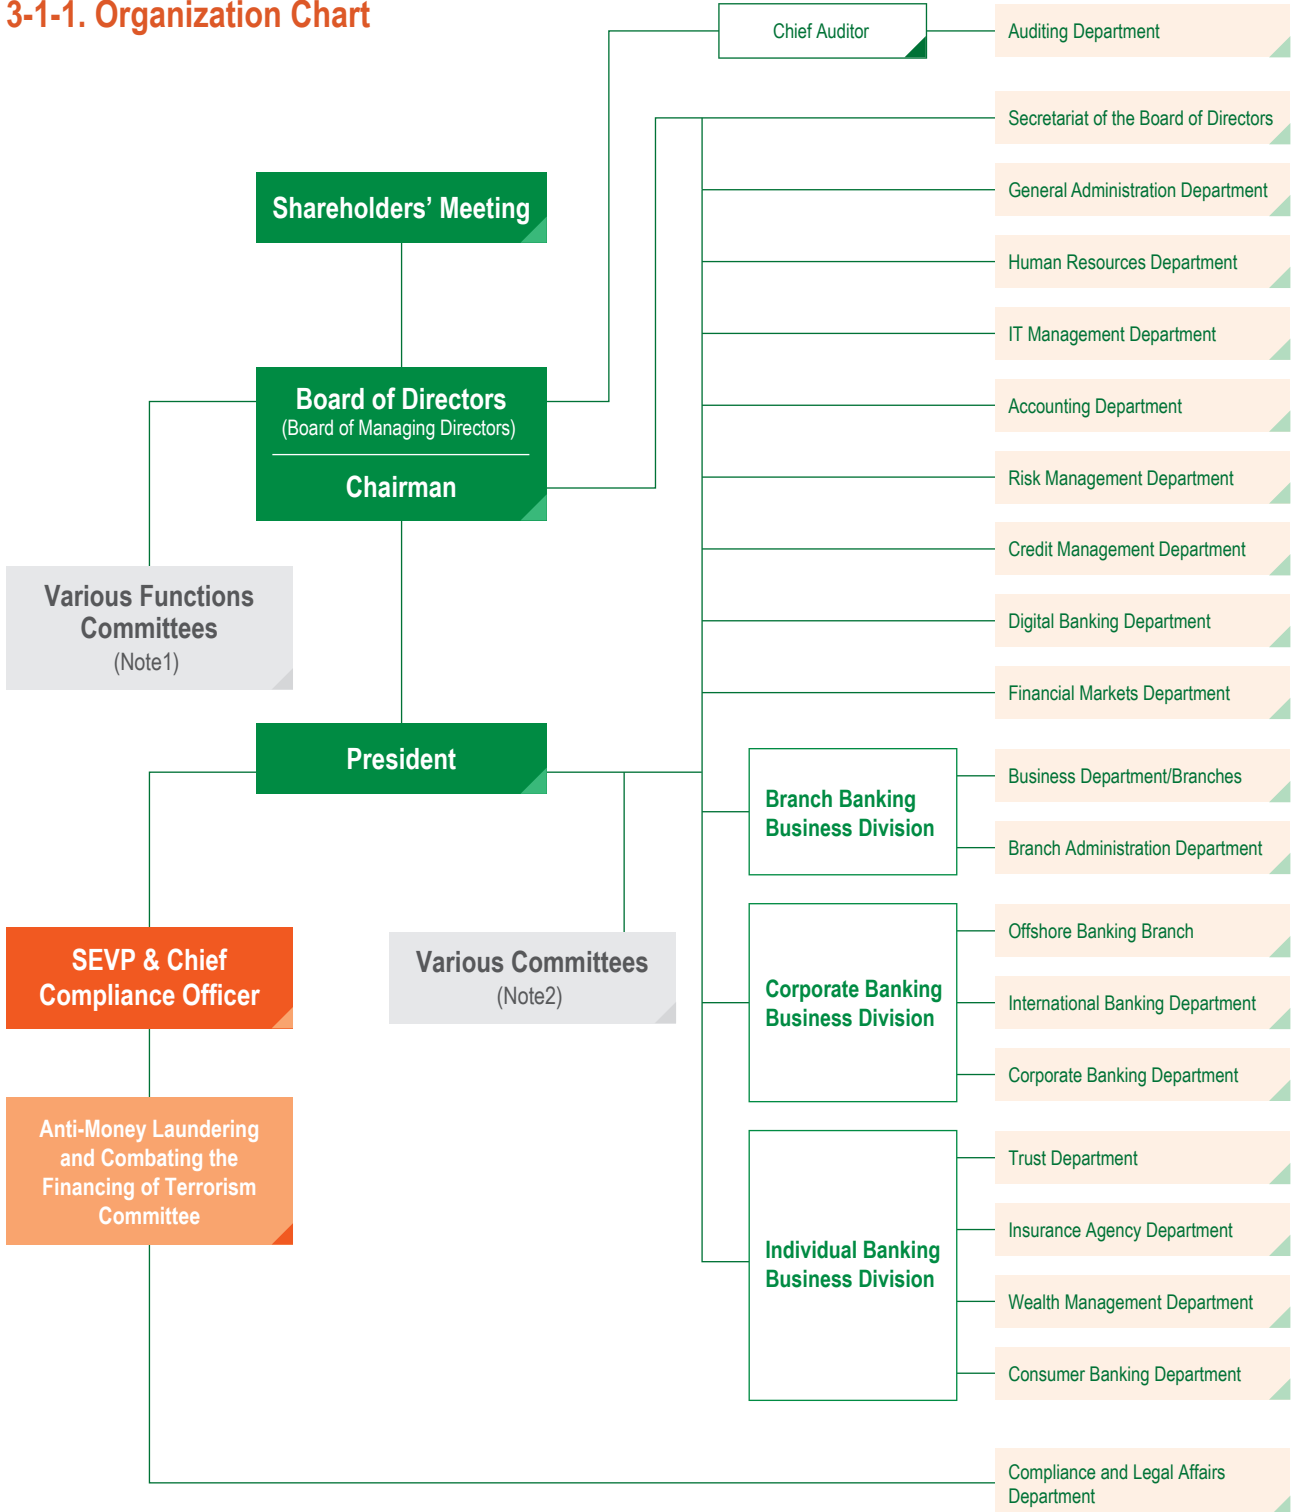 3-1-1. Organization Chart
Chief Auditor
Auditing Department
Secretariat of the Board of Directors
Shareholders’ Meeting
General Administration Department
Human Resources Department
IT Management Department
Board of Directors
(Board of Managing Directors)
Chairman
Accounting Department
Risk Management Department
Credit Management Department
Various Functions
Committees
(Note1)
Digital Banking Department
Financial Markets Department
President
Branch Banking
Business Division
Business Department/Branches
Branch Administration Department
SEVP & Chief
Compliance Officer
Various Committees
(Note2)
Corporate Banking
Business Division
Offshore Banking Branch
International Banking Department
Corporate Banking Department
Anti-Money Laundering
and Combating the
Financing of Terrorism
Committee
Individual Banking
Business Division
Trust Department
Insurance Agency Department
Wealth Management Department
Consumer Banking Department
Compliance and Legal Affairs
Department